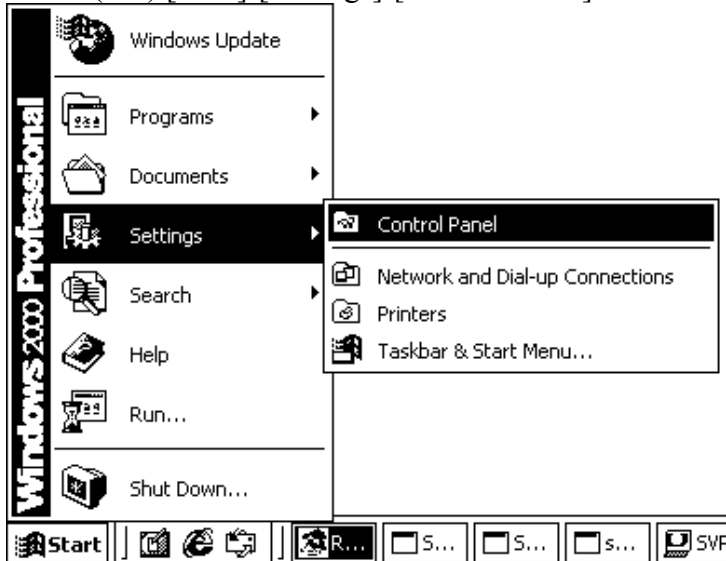 Windows Update
Programs
Documents
Settings
Search
Help
Run...
Shut Down...
Windows 2000 Professional
Control Panel
Network and Dial-up Connections
Printers
Taskbar & Start Menu...
Start
R...
S...
S...
s...
SVP